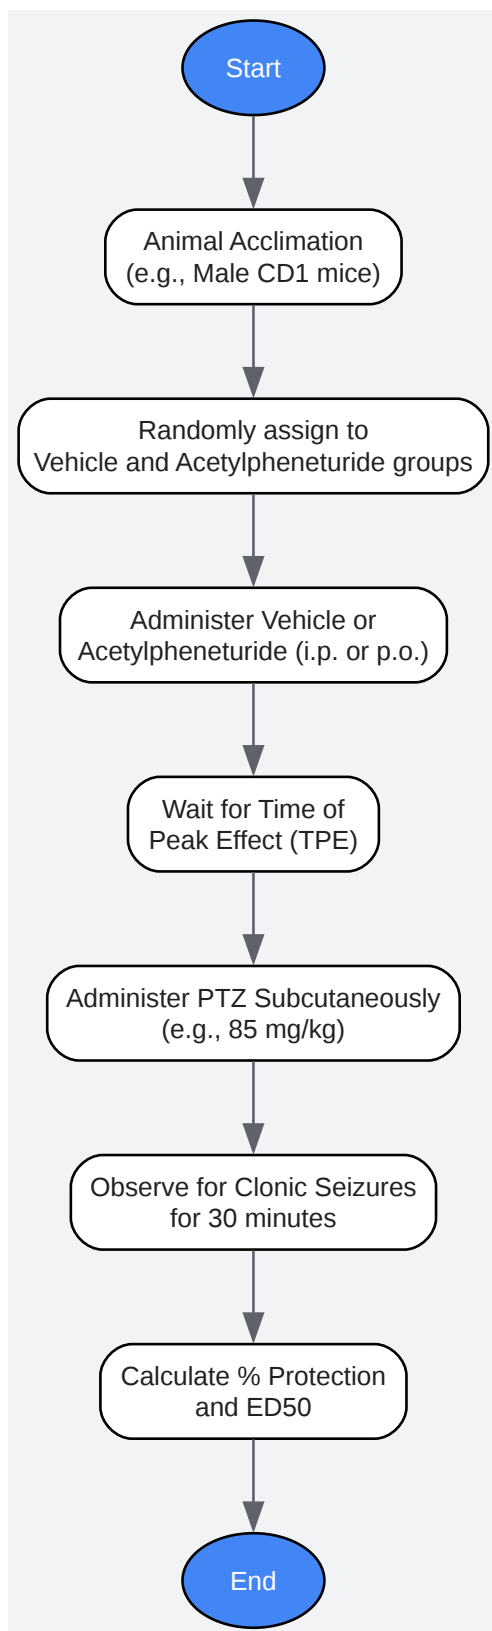 Start
Animal Acclimation
(e.g., Male CD1 mice)
Randomly assign to
Vehicle and Acetylpheneturide groups
Administer Vehicle or
Acetylpheneturide (i.p. or p.o.)
Wait for Time of
Peak Effect (TPE)
Administer PTZ Subcutaneously
(e.g., 85 mg/kg)
Observe for Clonic Seizures
for 30 minutes
Calculate % Protection
and ED50
End